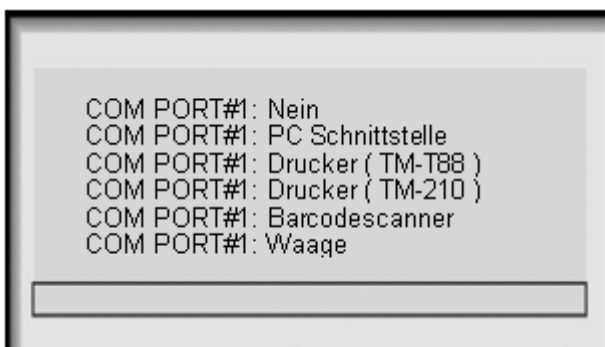 COM PORT#1: Nein
COM PORT#1: PC Schnittstelle
COM PORT#1: Drucker ( TM-T88 )
COM PORT#1: Drucker ( TM-210 )
COM PORT#1: Barcodescanner
COM PORT#1: Waage